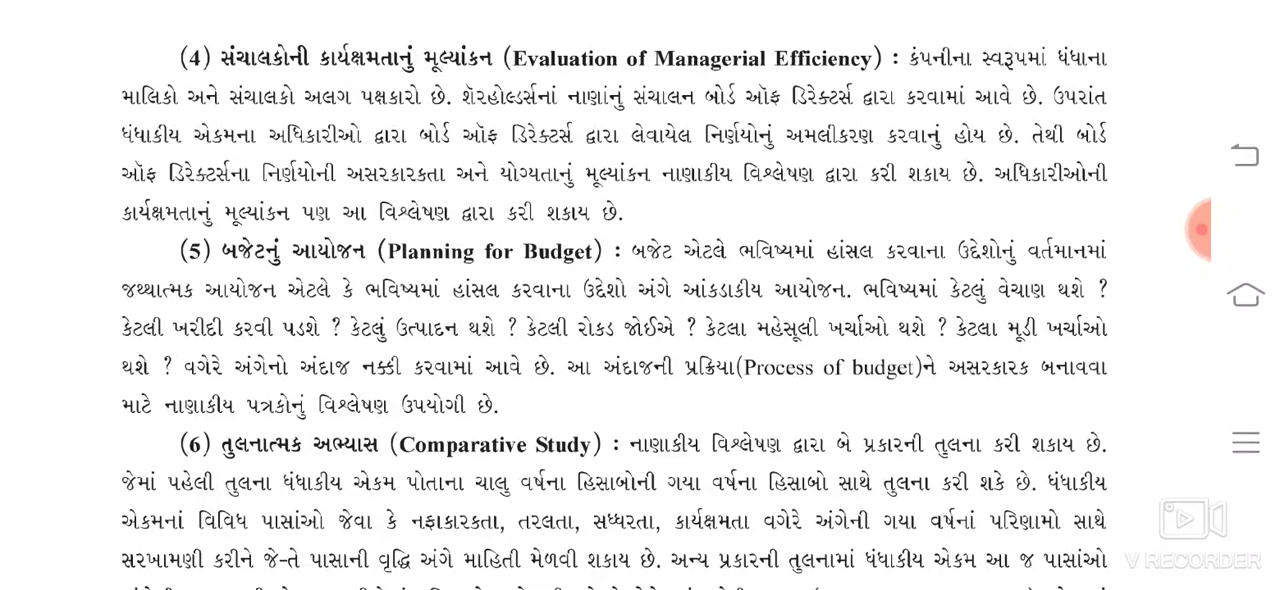 (4) સંચાલકોની કાર્યક્ષમતાનું મૂલ્યાંકન (Evaluation of Managerial Efficiency) : કંપનીના સ્વરૂપમાં ધંધાના
માલિકો અને સંચાલકો અલગ પક્ષકારો છે. શૅરહોલ્ડર્સનાં નાણાંનું સંચાલન બોર્ડ ઑફ ડિરેક્ટર્સ દ્વારા કરવામાં આવે છે. ઉપરાંત
ધંધાકીય એકમના અધિકારીઓ દ્વારા બોર્ડ ઑફ ડિરેક્ટર્સ દ્વારા લેવાયેલ નિર્ણયોનું અમલીકરણ કરવાનું હોય છે. તેથી બોર્ડ
ઑફ ડિરેક્ટર્સના નિર્ણયોની અસરકારકતા અને યોગ્યતાનું મૂલ્યાંકન નાણાકીય વિશ્લેષણ દ્વારા કરી શકાય છે. અધિકારીઓની
કાર્યક્ષમતાનું મૂલ્યાંકન પણ આ વિશ્લેષણ દ્વારા કરી શકાય છે.
(5) બજેટનું આયોજન (Planning for Budget) : બજેટ એટલે ભવિષ્યમાં હાંસલ કરવાના ઉદ્દેશોનું વર્તમાનમાં
જથ્થાત્મક આયોજન એટલે કે ભવિષ્યમાં હાંસલ કરવાના ઉદ્દેશો અંગે આંકડાકીય આયોજન. ભવિષ્યમાં કેટલું વેચાણ થશે ?
કેટલી ખરીદી કરવી પડશે ? કેટલું ઉત્પાદન થશે ? કેટલી રોકડ જોઈએ ? કેટલા મહેસૂલી ખર્ચાઓ થશે ? કેટલા મૂડી ખર્ચાઓ
થશે ? વગેરે અંગેનો અંદાજ નક્કી કરવામાં આવે છે. આ અંદાજની પ્રક્રિયા(Process of budget)ને અસરકારક બનાવવા
માટે નાણાકીય પત્રકોનું વિશ્લેષણ ઉપયોગી છે.
(6) તુલનાત્મક અભ્યાસ (Comparative Study) : નાણાકીય વિશ્લેષણ દ્વારા બે પ્રકારની તુલના કરી શકાય છે.
જેમાં પહેલી તુલના ધંધાકીય એકમ પોતાના ચાલુ વર્ષના હિસાબોની ગયા વર્ષના હિસાબો સાથે તુલના કરી શકે છે. ધંધાકીય
એકમનાં વિવિધ પાસાંઓ જેવા કે નફાકારકતા, તરલતા, સધ્ધરતા, કાર્યક્ષમતા વગેરે અંગેની ગયા વર્ષનાં પરિણામો સાથે
સરખામણી કરીને જે-તે પાસાની વૃદ્ધિ અંગે માહિતી મેળવી શકાય છે. અન્ય પ્રકારની તુલનામાં ધંધાકીય એકમ આ જ પાસાંઓ
V RECORDER